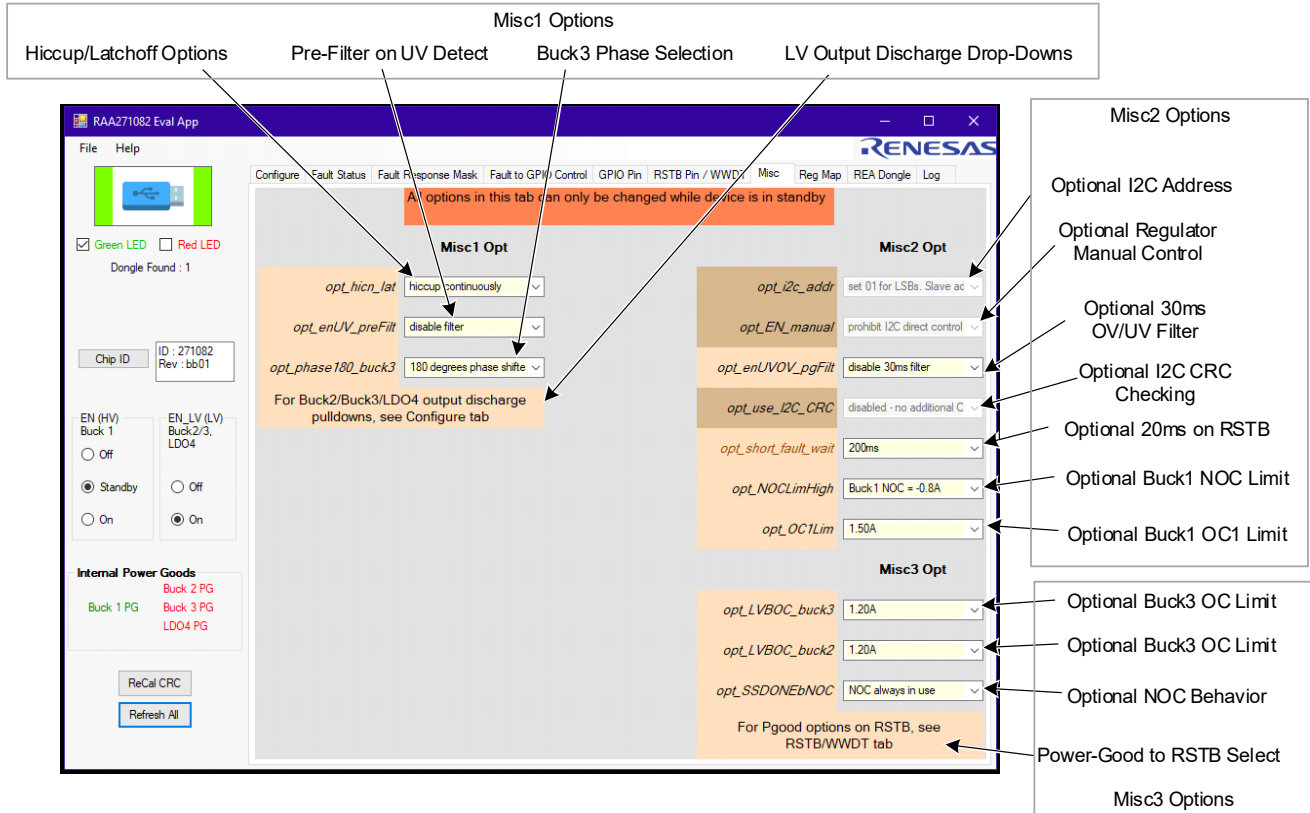 Misc1 Options
Hiccup/Latchoff Options
Pre-Filter on UV Detect
Buck3 Phase Selection
LV Output Discharge Drop-Downs
RAA271082 Eval App
File Help
RENESAS
Configure Fault Status Fault Response Mask Fault to GPIO Control GPIO Pin RSTB Pin / WWDT Misc Reg Map REA Dongle Log
All options in this tab can only be changed while device is in standby
Green LED Red LED
Dongle Found : 1
Chip ID
ID : 271082
Rev : bb01
EN (HV)
Buck 1
Off
Standby
On
EN_LV (LV)
Buck2/3,
LDO4
Off
On
Internal Power Goods
Buck 1 PG
Buck 2 PG
Buck 3 PG
LDO4 PG
ReCal CRC
Refresh All
Misc1 Opt
opt_hicn_lat hiccup continuously
opt_enUV_preFilt disable filter
opt_phase180_buck3 180 degrees phase shifte
For Buck2/Buck3/LDO4 output discharge
pulldowns, see Configure tab
Misc2 Opt
opt_i2c_addr set 01 for LSBs. Slave ac
opt_EN_manual prohibit I2C direct control
opt_enUVOV_pgFilt disable 30ms filter
opt_use_I2C_CRC disabled - no additional C
opt_short_fault_wait 200ms
opt_NOCLimHigh Buck1 NOC = -0.8A
opt_OC1Lim 1.50A
Misc3 Opt
opt_LVBOC_buck3 1.20A
opt_LVBOC_buck2 1.20A
opt_SSDONEbNOC NOC always in use
For Pgood options on RSTB, see
RSTB/WWDT tab
Misc2 Options
Optional I2C Address
Optional Regulator
Manual Control
Optional 30ms
OV/UV Filter
Optional I2C CRC
Checking
Optional 20ms on RSTB
Optional Buck1 NOC Limit
Optional Buck1 OC1 Limit
Optional Buck3 OC Limit
Optional Buck3 OC Limit
Optional NOC Behavior
Power-Good to RSTB Select
Misc3 Options